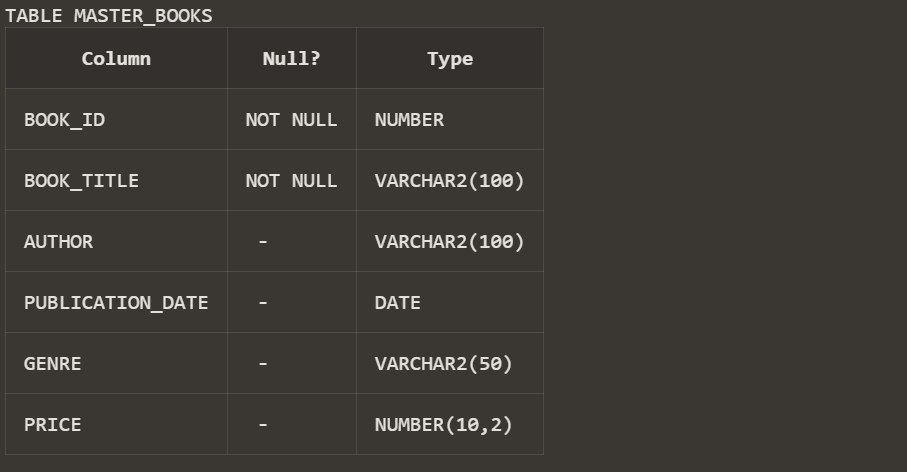 TABLE MASTER_BOOKS
Column Null? Type
BOOK_ID NOT NULL NUMBER
BOOK_TITLE NOT NULL VARCHAR2(100)
AUTHOR - VARCHAR2(100)
PUBLICATION_DATE - DATE
GENRE - VARCHAR2(50)
PRICE - NUMBER(10,2)